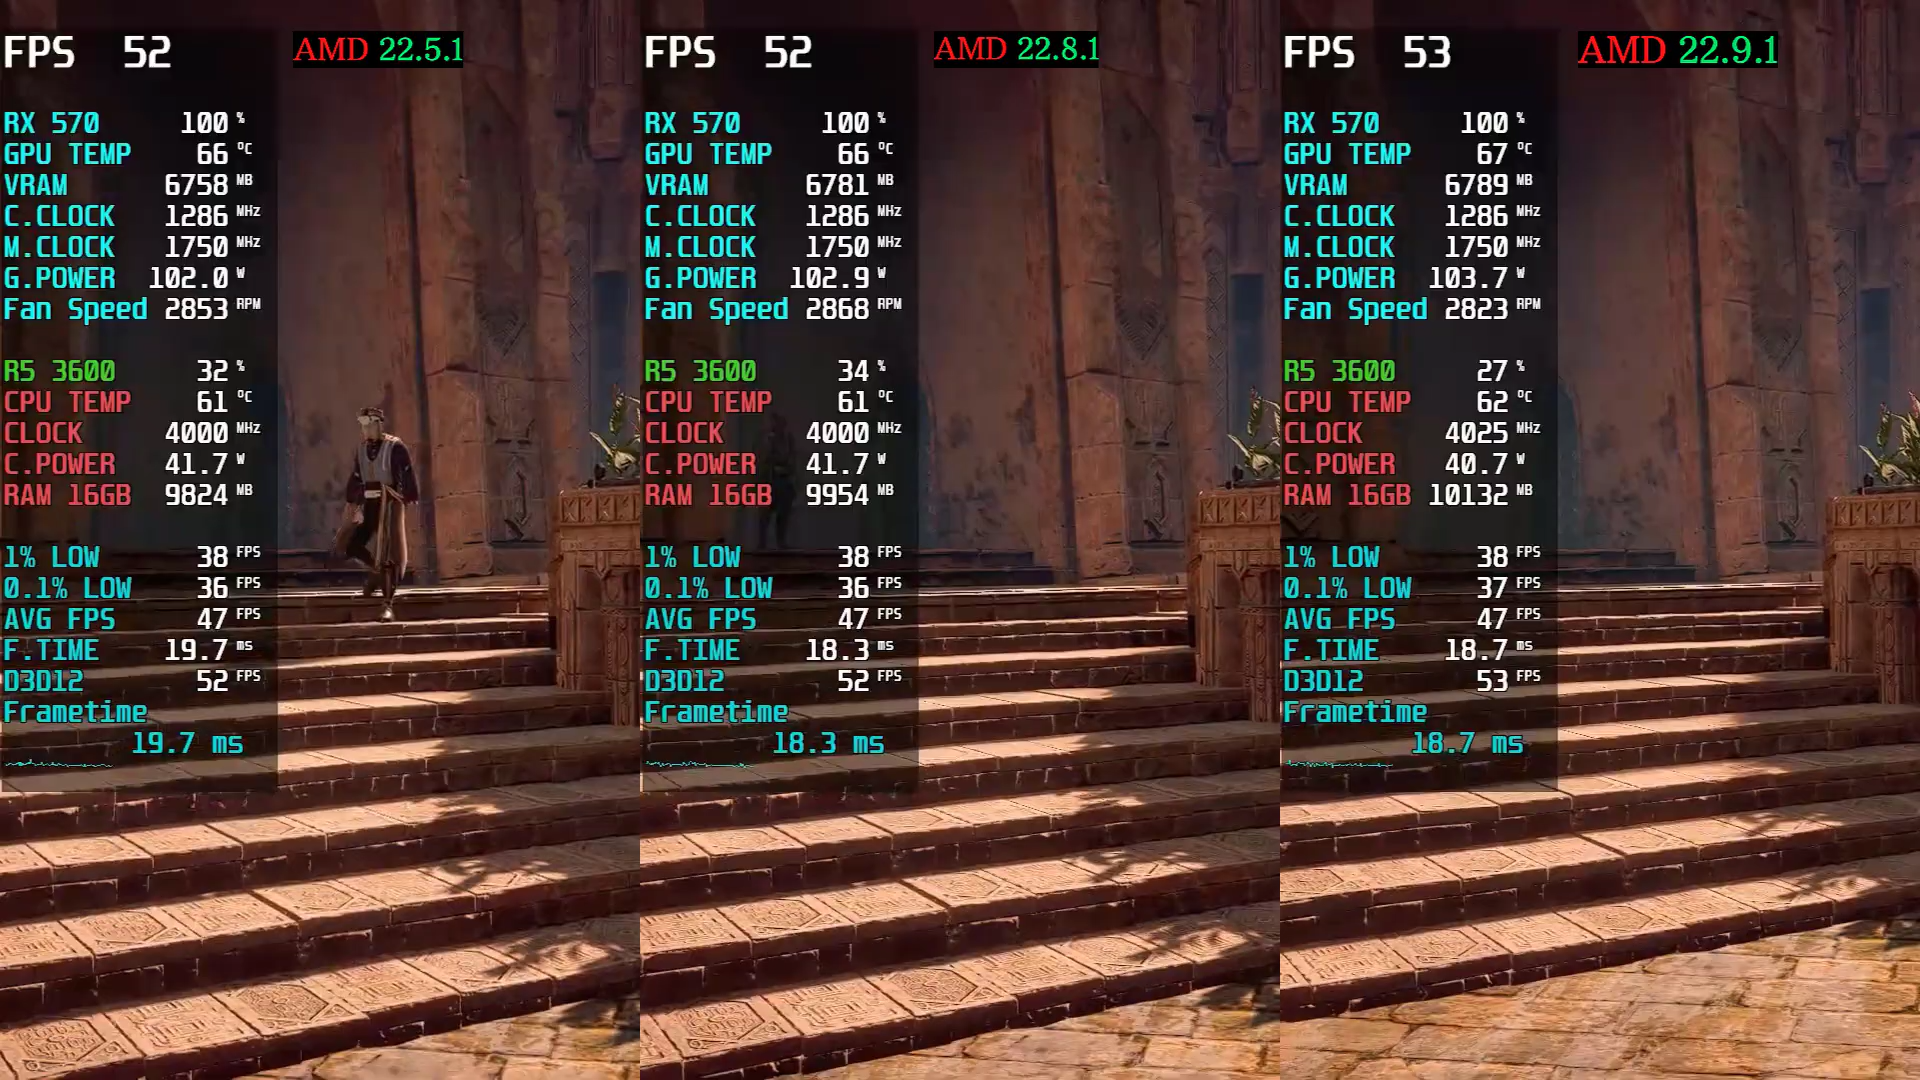 FPS 52
AMD 22.5.1
RX 570 100 %
GPU TEMP 66 °C
VRAM 6758 MB
C.CLOCK 1286 MHz
M.CLOCK 1750 MHz
G.POWER 102.0 W
Fan Speed 2853 RPM
R5 3600 32 %
CPU TEMP 61 °C
CLOCK 4000 MHz
C.POWER 41.7 W
RAM 16GB 9824 MB
1% LOW 38 FPS
0.1% LOW 36 FPS
AVG FPS 47 FPS
F.TIME 19.7 ms
D3D12 52 FPS
Frametime
19.7 ms
FPS 52
AMD 22.8.1
RX 570 100 %
GPU TEMP 66 °C
VRAM 6781 MB
C.CLOCK 1286 MHz
M.CLOCK 1750 MHz
G.POWER 102.9 W
Fan Speed 2868 RPM
R5 3600 34 %
CPU TEMP 61 °C
CLOCK 4000 MHz
C.POWER 41.7 W
RAM 16GB 9954 MB
1% LOW 38 FPS
0.1% LOW 36 FPS
AVG FPS 47 FPS
F.TIME 18.3 ms
D3D12 52 FPS
Frametime
18.3 ms
FPS 53
AMD 22.9.1
RX 570 100 %
GPU TEMP 67 °C
VRAM 6789 MB
C.CLOCK 1286 MHz
M.CLOCK 1750 MHz
G.POWER 103.7 W
Fan Speed 2823 RPM
R5 3600 27 %
CPU TEMP 62 °C
CLOCK 4025 MHz
C.POWER 40.7 W
RAM 16GB 10132 MB
1% LOW 38 FPS
0.1% LOW 37 FPS
AVG FPS 47 FPS
F.TIME 18.7 ms
D3D12 53 FPS
Frametime
18.7 ms